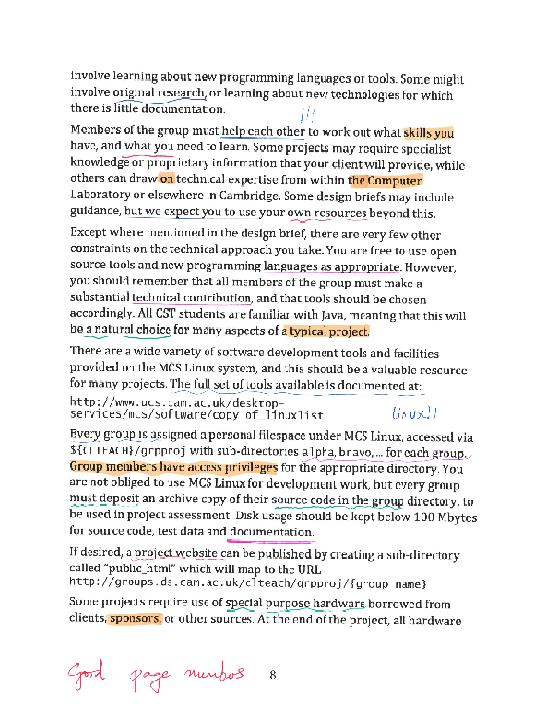 involve learning about new programming languages or tools. Some might
involve original research, or learning about new technologies for which
there is little documentation.
Members of the group must help each other to work out what skills you
have, and what you need to learn. Some projects may require specialist
knowledge or proprietary information that your client will provide, while
others can draw on technical expertise from within the Computer
Laboratory or elsewhere in Cambridge. Some design briefs may include
guidance, but we expect you to use your own resources beyond this.
Except where mentioned in the design brief, there are very few other
constraints on the technical approach you take. You are free to use open
source tools and new programming languages as appropriate. However,
you should remember that all members of the group must make a
substantial technical contribution, and that tools should be chosen
accordingly. All CST students are familiar with Java, meaning that this will
be a natural choice for many aspects of a typical project.
There are a wide variety of software development tools and facilities
provided on the MCS Linux system, and this should be a valuable resource
for many projects. The full set of tools available is documented at:
http://www.ucs.cam.ac.uk/desktop-
services/mcs/software/copy_of_linuxlist
linux!!
Every group is assigned a personal filespace under MCS Linux, accessed via
${CLTEACH}/grpproj with sub-directories alpha, bravo, ... for each group.
Group members have access privileges for the appropriate directory. You
are not obliged to use MCS Linux for development work, but every group
must deposit an archive copy of their source code in the group directory, to
be used in project assessment. Disk usage should be kept below 100 Mbytes
for source code, test data and documentation.
If desired, a project website can be published by creating a sub-directory
called "public_html" which will map to the URL
http://groups.ds.cam.ac.uk/clteach/grpproj/{group name}
Some projects require use of special purpose hardware borrowed from
clients, sponsors, or other sources. At the end of the project, all hardware
Good page
8